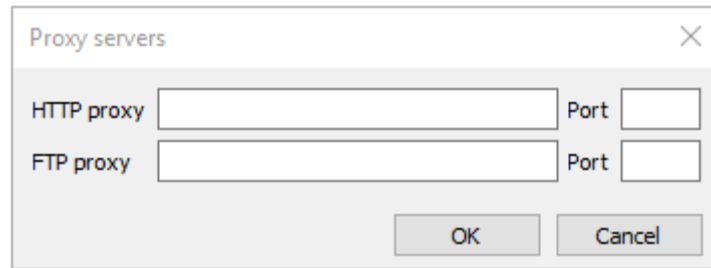 Proxy servers
HTTP proxy Port
FTP proxy Port
OK Cancel